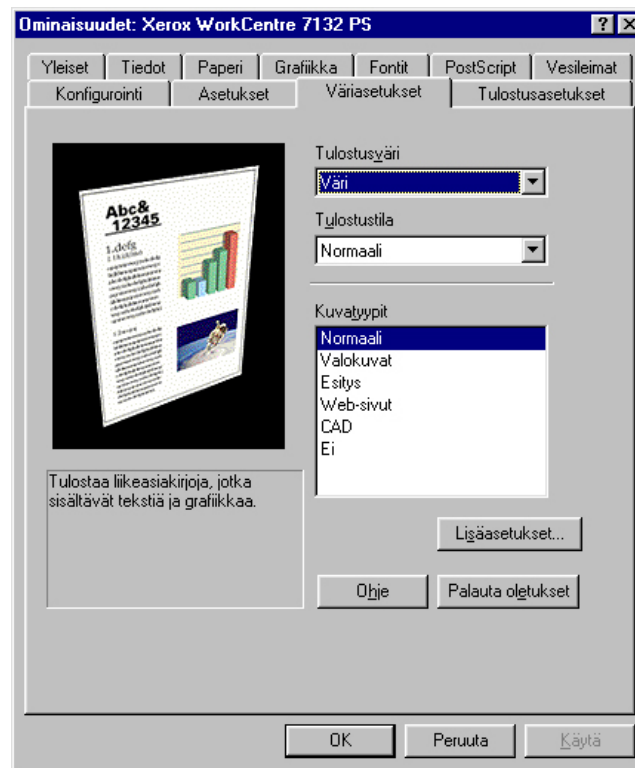 Ominaisuudet: Xerox WorkCentre 7132 PS
Yleiset Tiedot Paperi Grafiikka Fontit PostScript Vesileimat
Konfigurointi Asetukset Väriasetukset Tulostusasetukset
Tulostusväri
Väri
Tulostustila
Normaali
Kuvatyypit
Normaali
Valokuvat
Esitys
Web-sivut
CAD
Ei
Abc&
12345
1.defg
Tulostaa liikeasiakirjoja, jotka
sisältävät tekstiä ja grafiikkaa.
Lisäasetukset...
Ohje Palauta oletukset
OK Peruuta Käytä